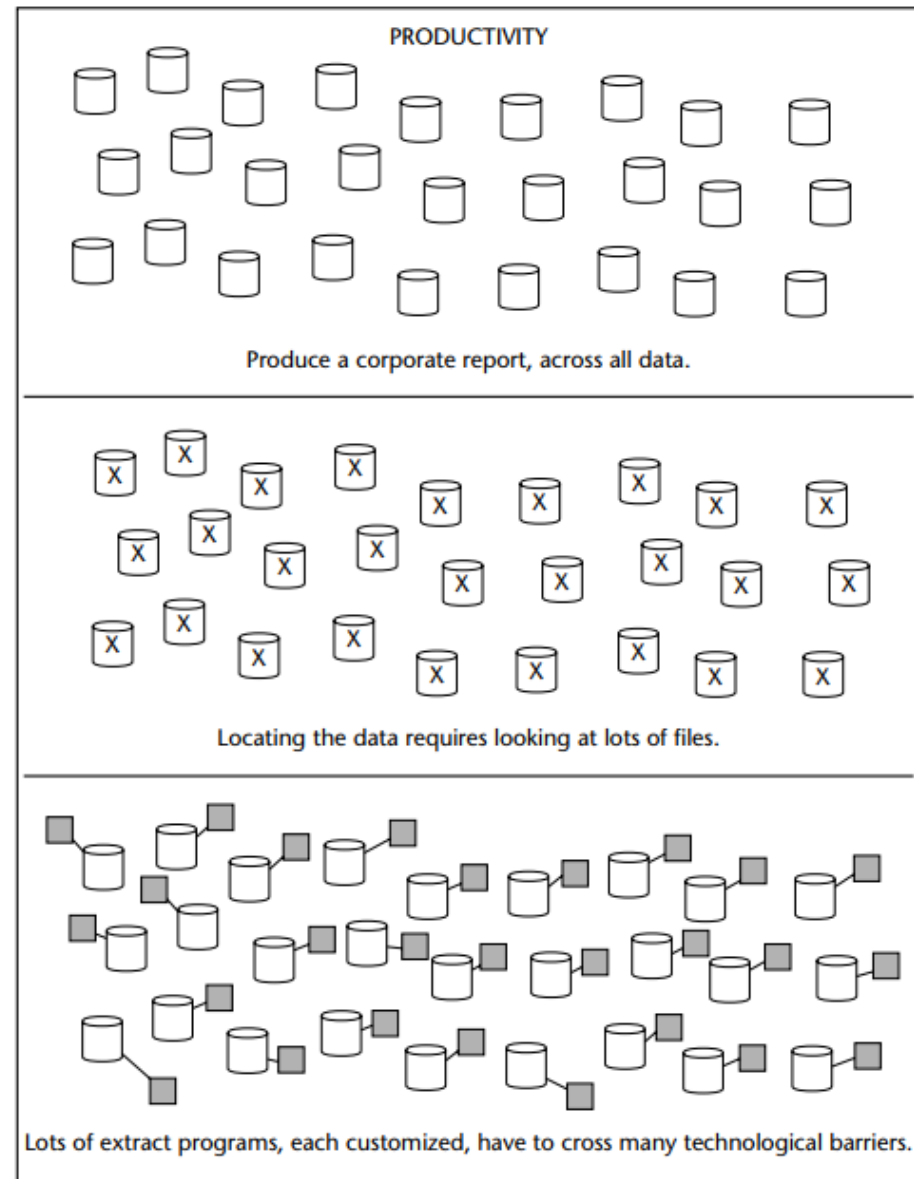 PRODUCTIVITY
Produce a corporate report, across all data.
X X X X X X X X X
X X X X X X X X X
X X X X X X X X X
Locating the data requires looking at lots of files.
Lots of extract programs, each customized, have to cross many technological barriers.